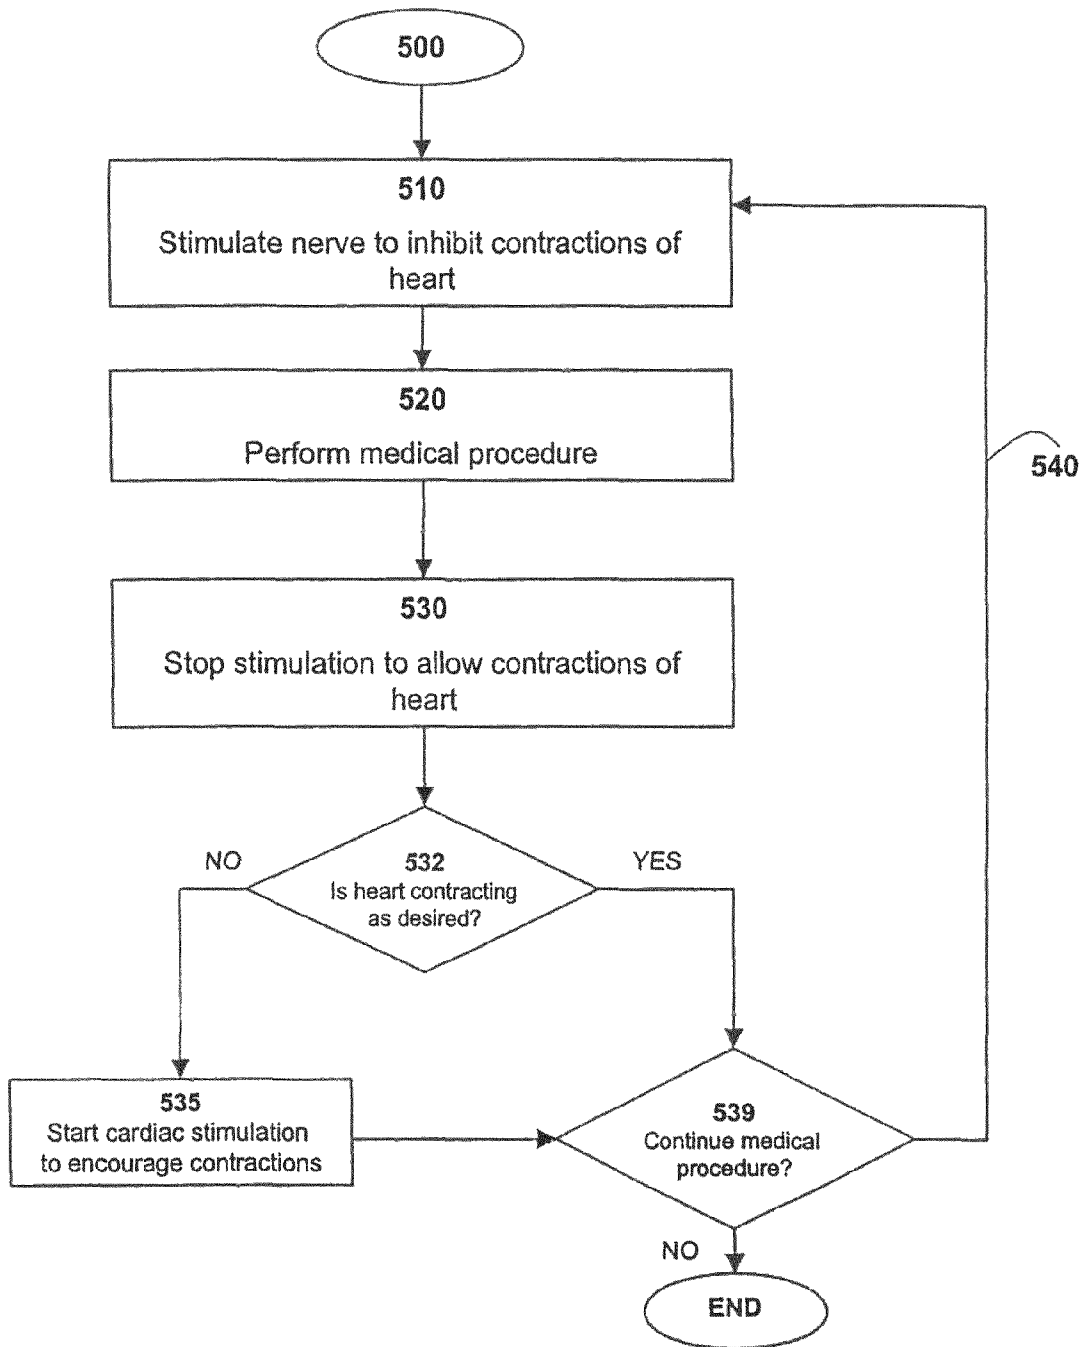 500
510
Stimulate nerve to inhibit contractions of
heart
520
Perform medical procedure
540
530
Stop stimulation to allow contractions of
heart
NO
532
Is heart contracting
as desired?
YES
535
Start cardiac stimulation
to encourage contractions
539
Continue medical
procedure?
NO
END